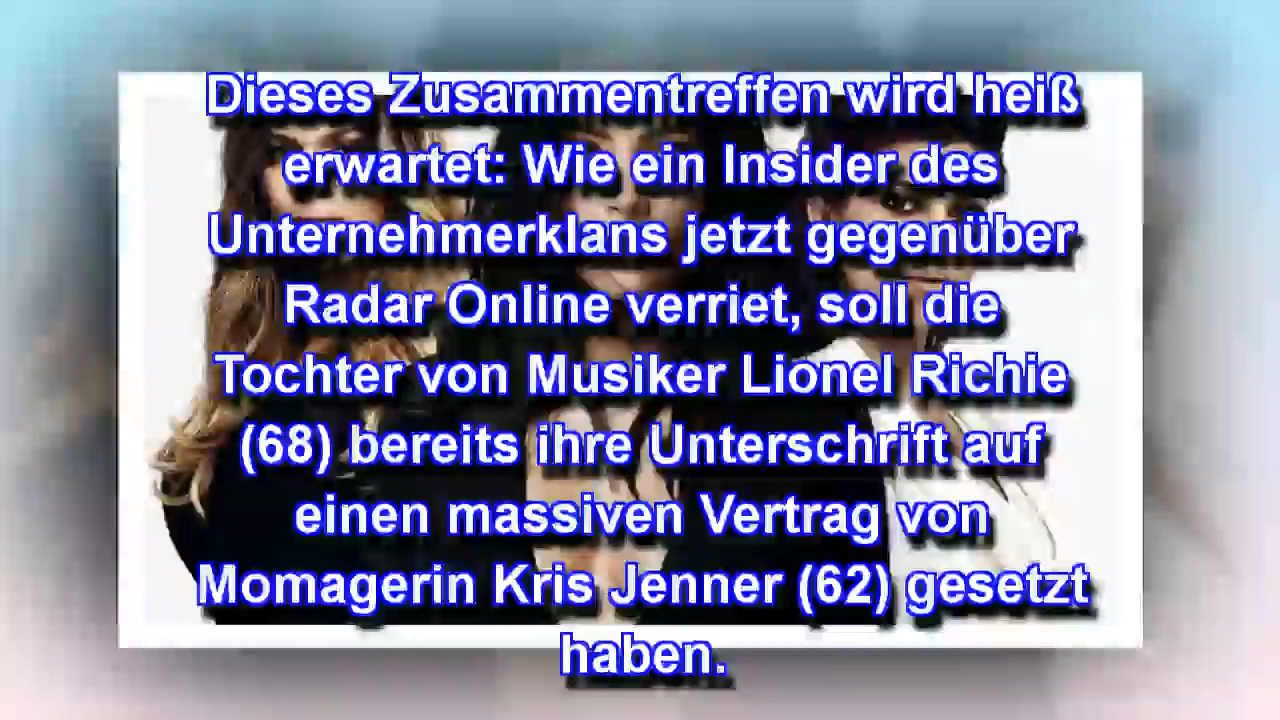 Dieses Zusammentreffen wird heiß
erwartet: Wie ein Insider des
Unternehmerklans jetzt gegenüber
Radar Online verriet, soll die
Tochter von Musiker Lionel Richie
(68) bereits ihre Unterschrift auf
einen massiven Vertrag von
Momagerin Kris Jenner (62) gesetzt
haben.